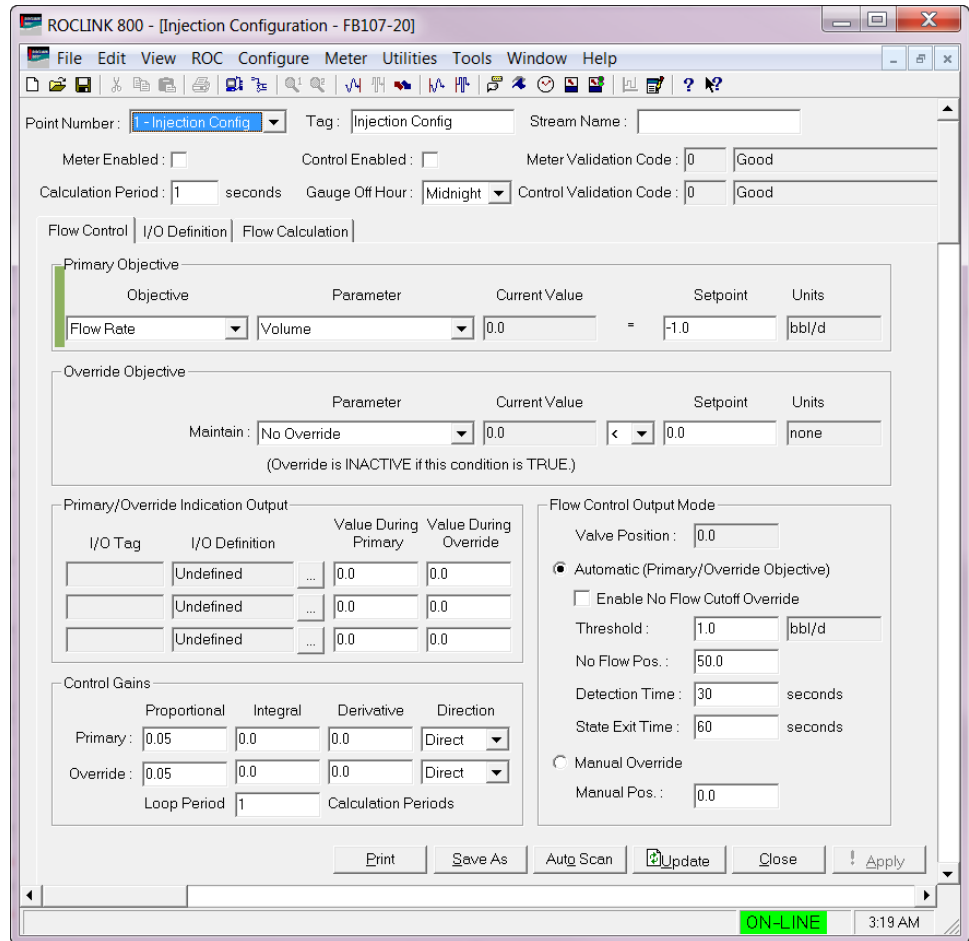 ROCLINK 800 - [Injection Configuration - FB107-20]
File Edit View ROC Configure Meter Utilities Tools Window Help
Point Number : 1 - Injection Config Tag : Injection Config Stream Name :
Meter Enabled : Control Enabled : Meter Validation Code : 0 Good
Calculation Period : 1 seconds Gauge Off Hour : Midnight Control Validation Code : 0 Good
Flow Control I/O Definition Flow Calculation
Primary Objective
Objective Parameter Current Value Setpoint Units
Flow Rate Volume 0.0 = -1.0 bbl/d
Override Objective
Parameter Current Value Setpoint Units
Maintain : No Override 0.0 < 0.0 none
(Override is INACTIVE if this condition is TRUE.)
Primary/Override Indication Output
I/O Tag I/O Definition Value During Primary Value During Override
Undefined ... 0.0 0.0
Undefined ... 0.0 0.0
Undefined ... 0.0 0.0
Control Gains
Proportional Integral Derivative Direction
Primary : 0.05 0.0 0.0 Direct
Override : 0.05 0.0 0.0 Direct
Loop Period 1 Calculation Periods
Flow Control Output Mode
Valve Position : 0.0
Automatic (Primary/Override Objective)
Enable No Flow Cutoff Override
Threshold : 1.0 bbl/d
No Flow Pos. : 50.0
Detection Time : 30 seconds
State Exit Time : 60 seconds
Manual Override
Manual Pos. : 0.0
Print Save As Auto Scan Update Close ! Apply
ON-LINE 3:19 AM